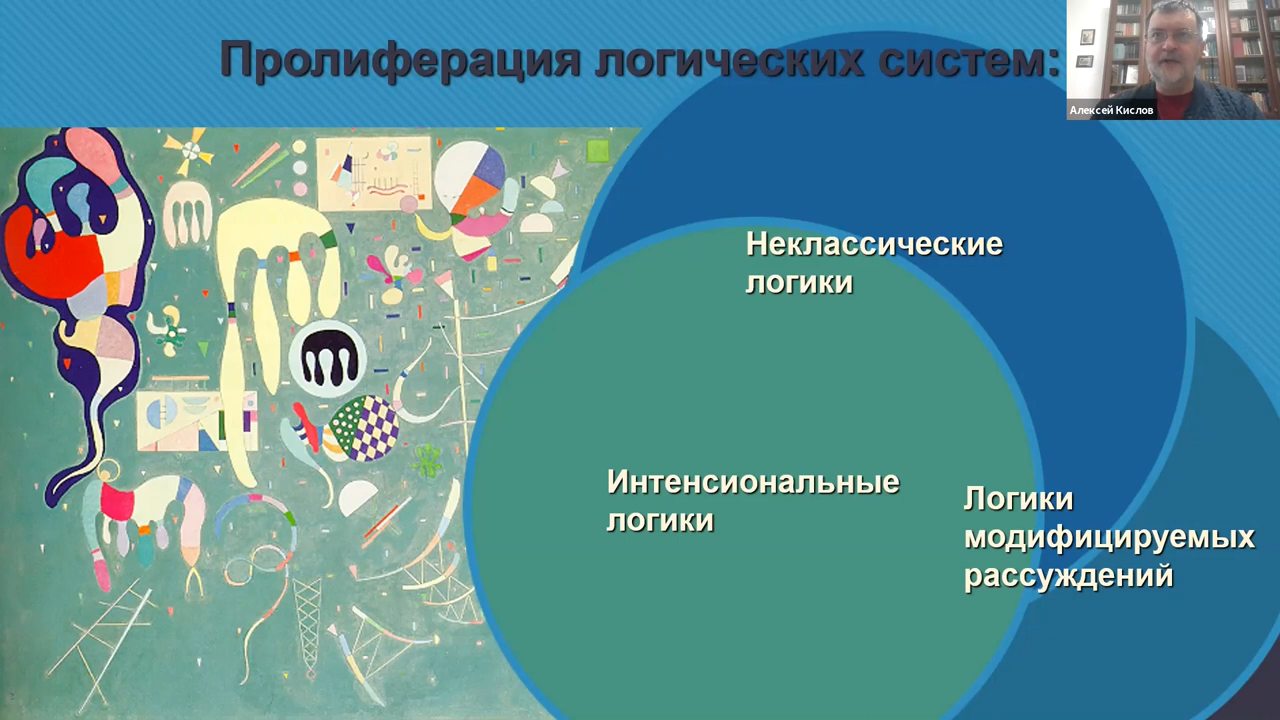 Пролиферация логических систем:
Алексей Кислов
Неклассические
логики
Интенсиональные
логики
Логики
модифицируемых
рассуждений